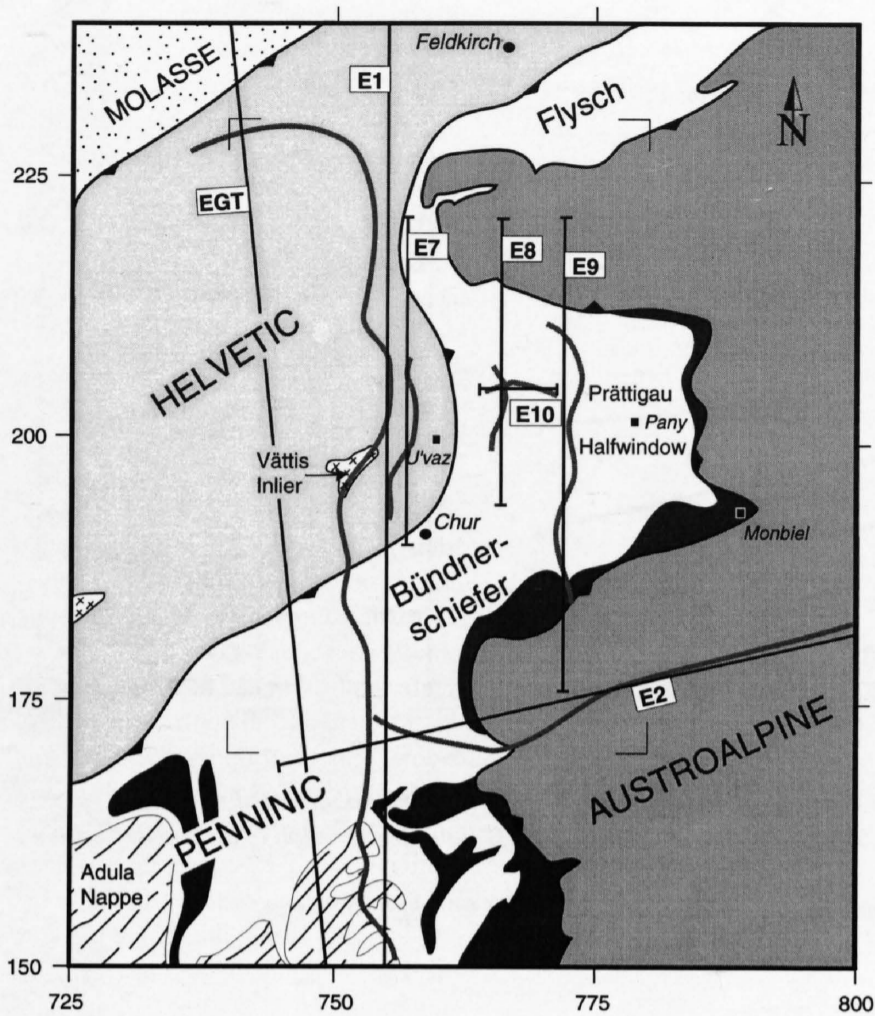 Feldkirch
MOLASSE
E1
Flysch
N
225
EGT
E7
E8
E9
HELVETIC
Prättigau
E10
Pany
200
Halfwindow
Vättis
Inlier
U'vaz
Chur
Monbiel
Bündner-
schiefer
175
E2
AUSTROALPINE
PENNINIC
Adula
Nappe
150
725
750
775
800